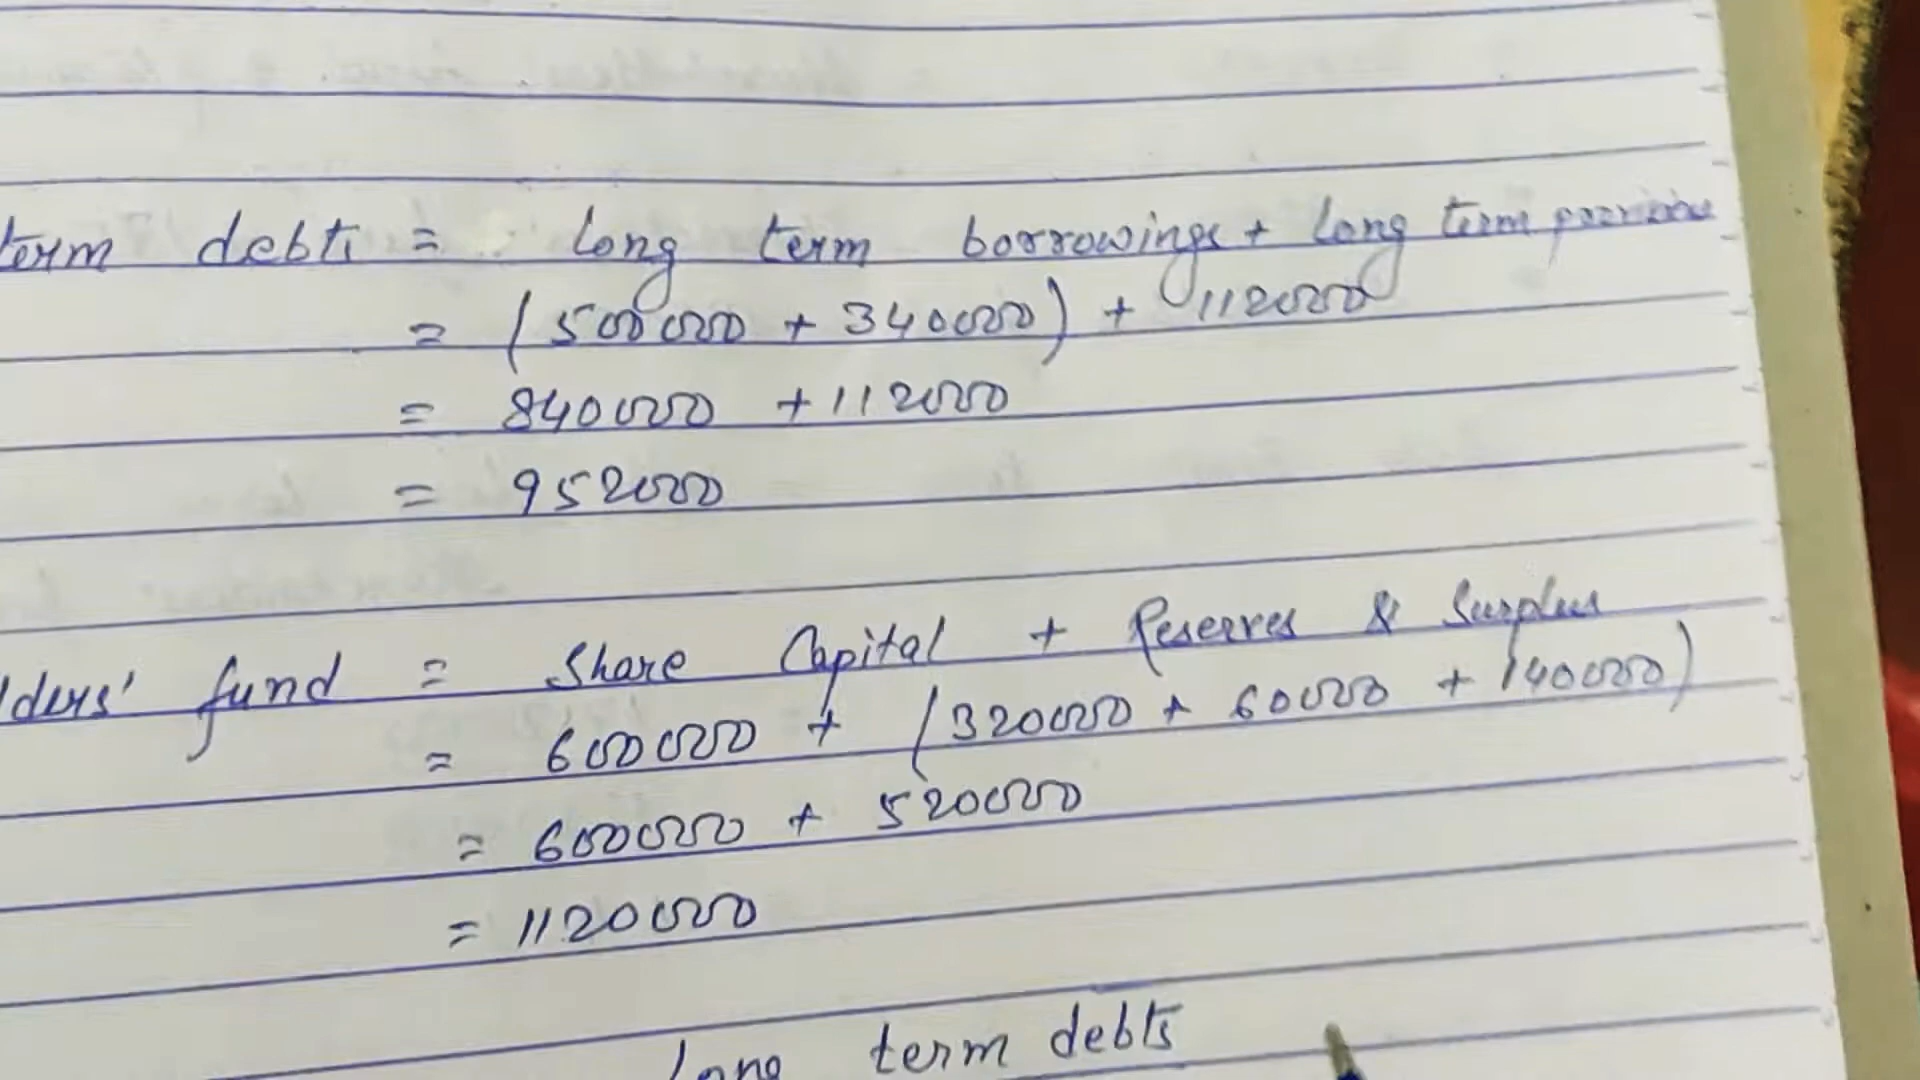 term debts = long term borrowings + long term provisions
= (500000 + 340000) + 112000
= 840000 + 112000
= 952000
lders' fund = Share Capital + Reserves & Surplus
= 600000 + (320000 + 60000 + 140000)
= 600000 + 520000
= 1120000
long term debts